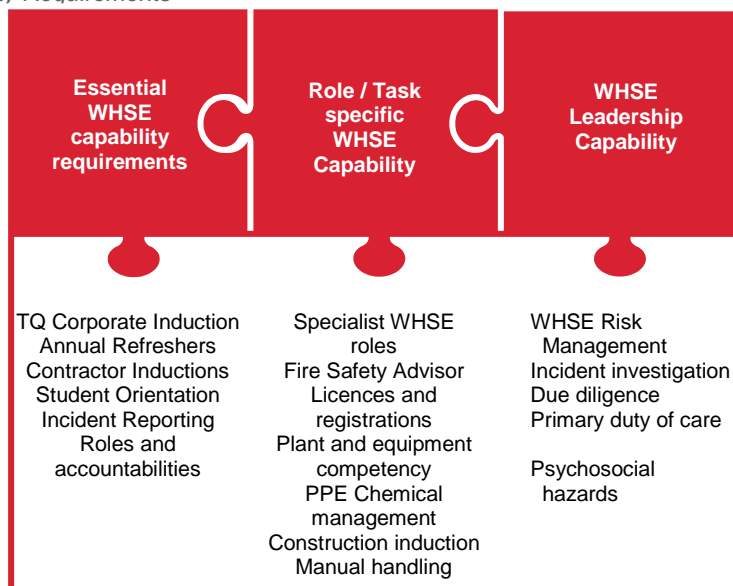 Requirements
Essential
WHSE
capability
requirements
Role / Task
specific
WHSE
Capability
WHSE
Leadership
Capability
TQ Corporate Induction
Annual Refreshers
Contractor Inductions
Student Orientation
Incident Reporting
Roles and
accountabilities
Specialist WHSE
roles
Fire Safety Advisor
Licences and
registrations
Plant and equipment
competency
PPE Chemical
management
Construction induction
Manual handling
WHSE Risk
Management
Incident investigation
Due diligence
Primary duty of care
Psychosocial
hazards